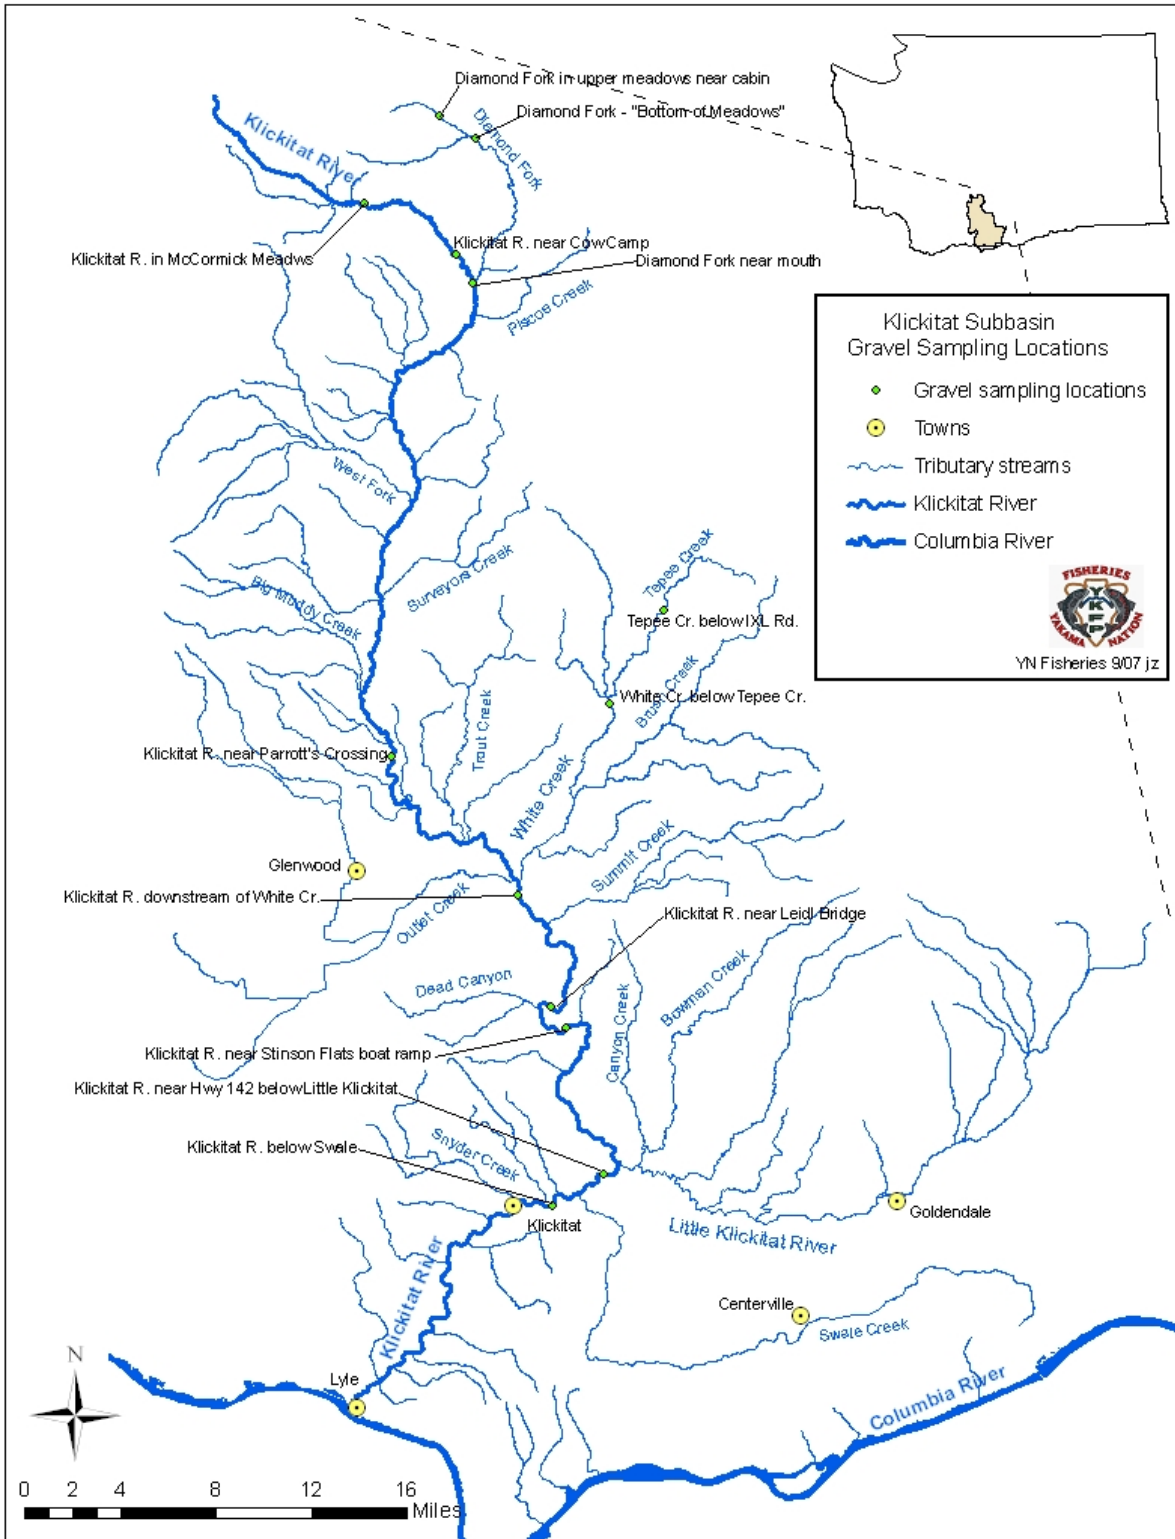 Diamond Fork in upper meadows near cabin
Diamond Fork - "Bottom of Meadows"
Klickitat River
Diamond Fork
Klickitat R. near Cow Camp
Klickitat R. in McCormick Meadws
Diamond Fork near mouth
Piscoe Creek
Klickitat Subbasin
Gravel Sampling Locations
Gravel sampling locations
Towns
Tributary streams
Klickitat River
Columbia River
FISHERIES
YKFP
YAKAMA NATION
YN Fisheries 9/07 jz
West Fork
Surveyors Creek
Big Muddy Creek
Tepee Creek
Tepee Cr. below IXL Rd.
White Cr. below Tepee Cr.
Brush Creek
Trout Creek
Klickitat R. near Parrott's Crossing
White Creek
Summit Creek
Glenwood
Klickitat R. downstream of White Cr.
Outlet Creek
Klickitat R. near Leidl Bridge
Dead Canyon
Canyon Creek
Bowman Creek
Klickitat R. near Stinson Flats boat ramp
Klickitat R. near Hwy 142 below Little Klickitat
Snyder Creek
Klickitat R. below Swale
Klickitat
Goldendale
Little Klickitat River
Klickitat River
Centerville
Swale Creek
Lyle
Columbia River
N
0 2 4 8 12 16
Miles